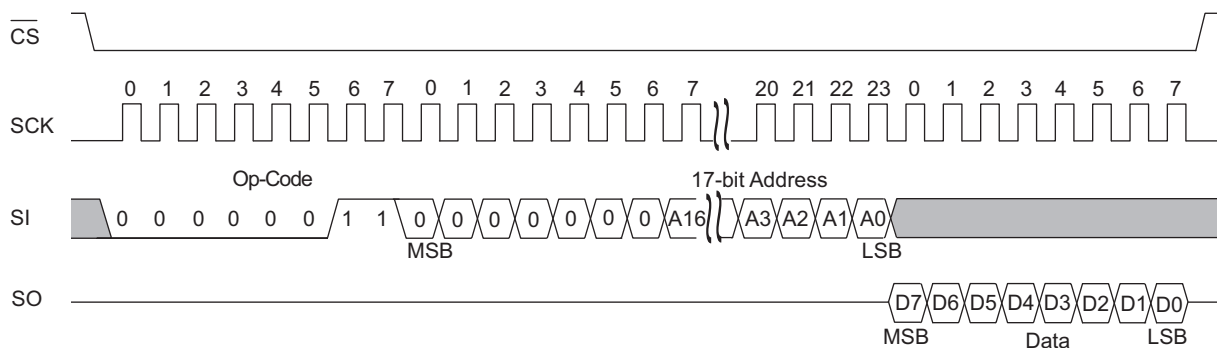 CS
0 1 2 3 4 5 6 7 0 1 2 3 4 5 6 7 20 21 22 23 0 1 2 3 4 5 6 7
SCK
Op-Code 17-bit Address
SI 0 0 0 0 0 0 1 1 0 0 0 0 0 0 0 A16 A3 A2 A1 A0
MSB LSB
SO D7 D6 D5 D4 D3 D2 D1 D0
MSB Data LSB